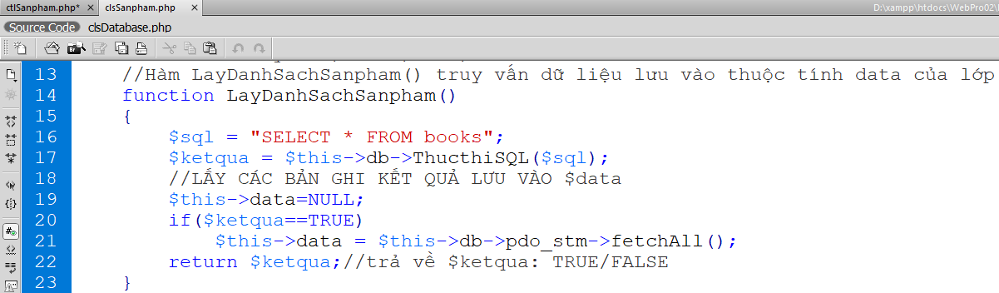 ctlSanpham.php* × clsSanpham.php ×
D:\xampp\htdocs\WebPro02\
Source Code clsDatabase.php
13 //Hàm LayDanhSachSanpham() truy vấn dữ liệu lưu vào thuộc tính data của lớp
14 function LayDanhSachSanpham()
15 {
16 $sql = "SELECT * FROM books";
17 $ketqua = $this->db->ThucthiSQL($sql);
18 //LẤY CÁC BẢN GHI KẾT QUẢ LƯU VÀO $data
19 $this->data=NULL;
20 if($ketqua==TRUE)
21 $this->data = $this->db->pdo_stm->fetchAll();
22 return $ketqua;//trả về $ketqua: TRUE/FALSE
23 }